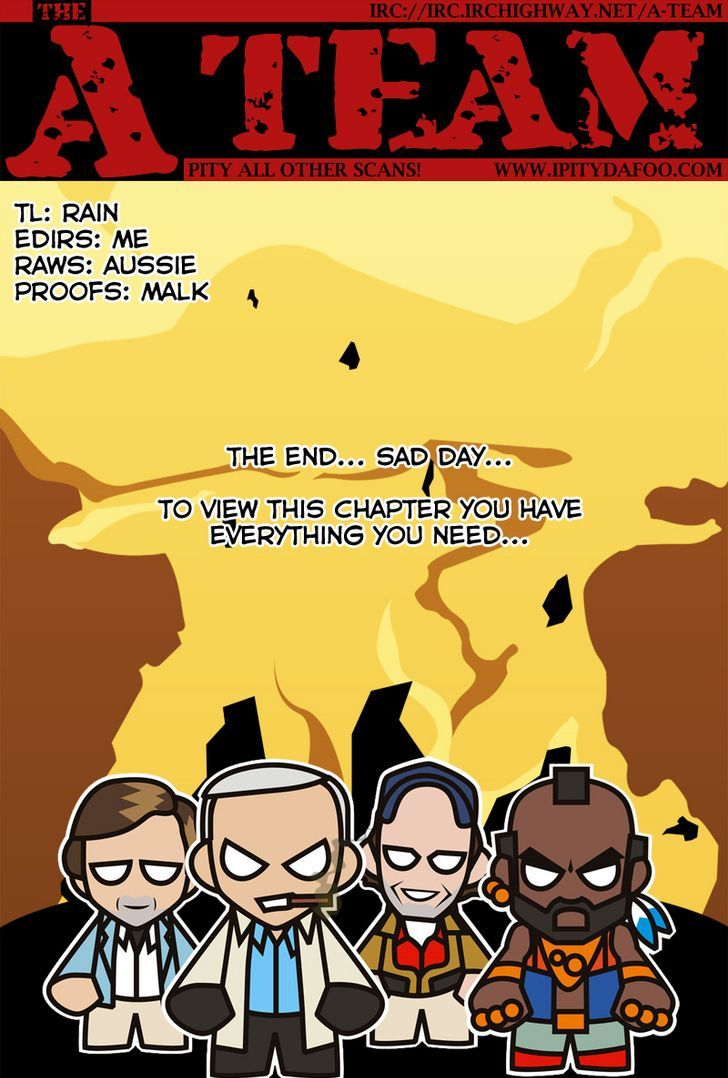 THE
IRC://IRC.IRCHIGHWAY.NET/A-TEAM
A TEAM
PITY ALL OTHER SCANS!
WWW.IPITYDAFOO.COM
TL: RAIN
EDIRS: ME
RAWS: AUSSIE
PROOFS: MALK
THE END... SAD DAY...
TO VIEW THIS CHAPTER YOU HAVE
EVERYTHING YOU NEED...